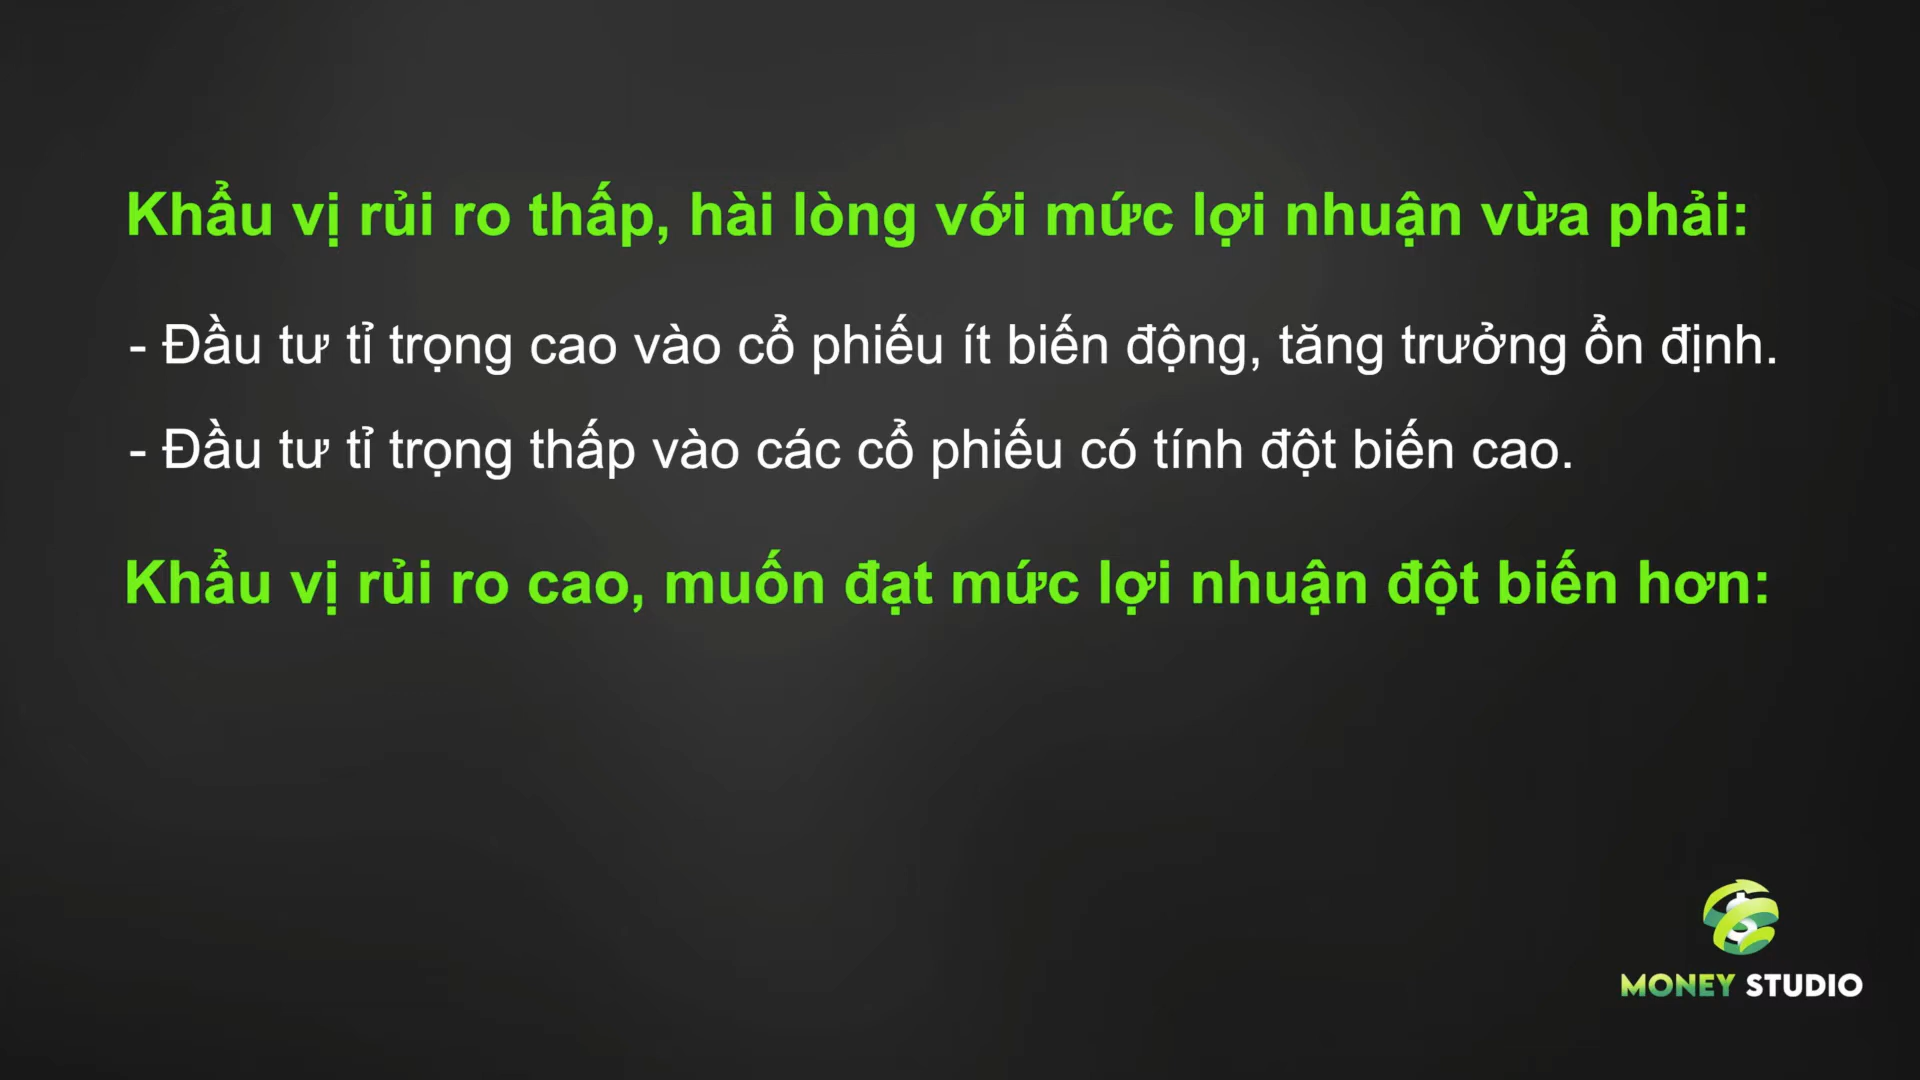 Khẩu vị rủi ro thấp, hài lòng với mức lợi nhuận vừa phải:
- Đầu tư tỉ trọng cao vào cổ phiếu ít biến động, tăng trưởng ổn định.
- Đầu tư tỉ trọng thấp vào các cổ phiếu có tính đột biến cao.
Khẩu vị rủi ro cao, muốn đạt mức lợi nhuận đột biến hơn:
MONEY STUDIO